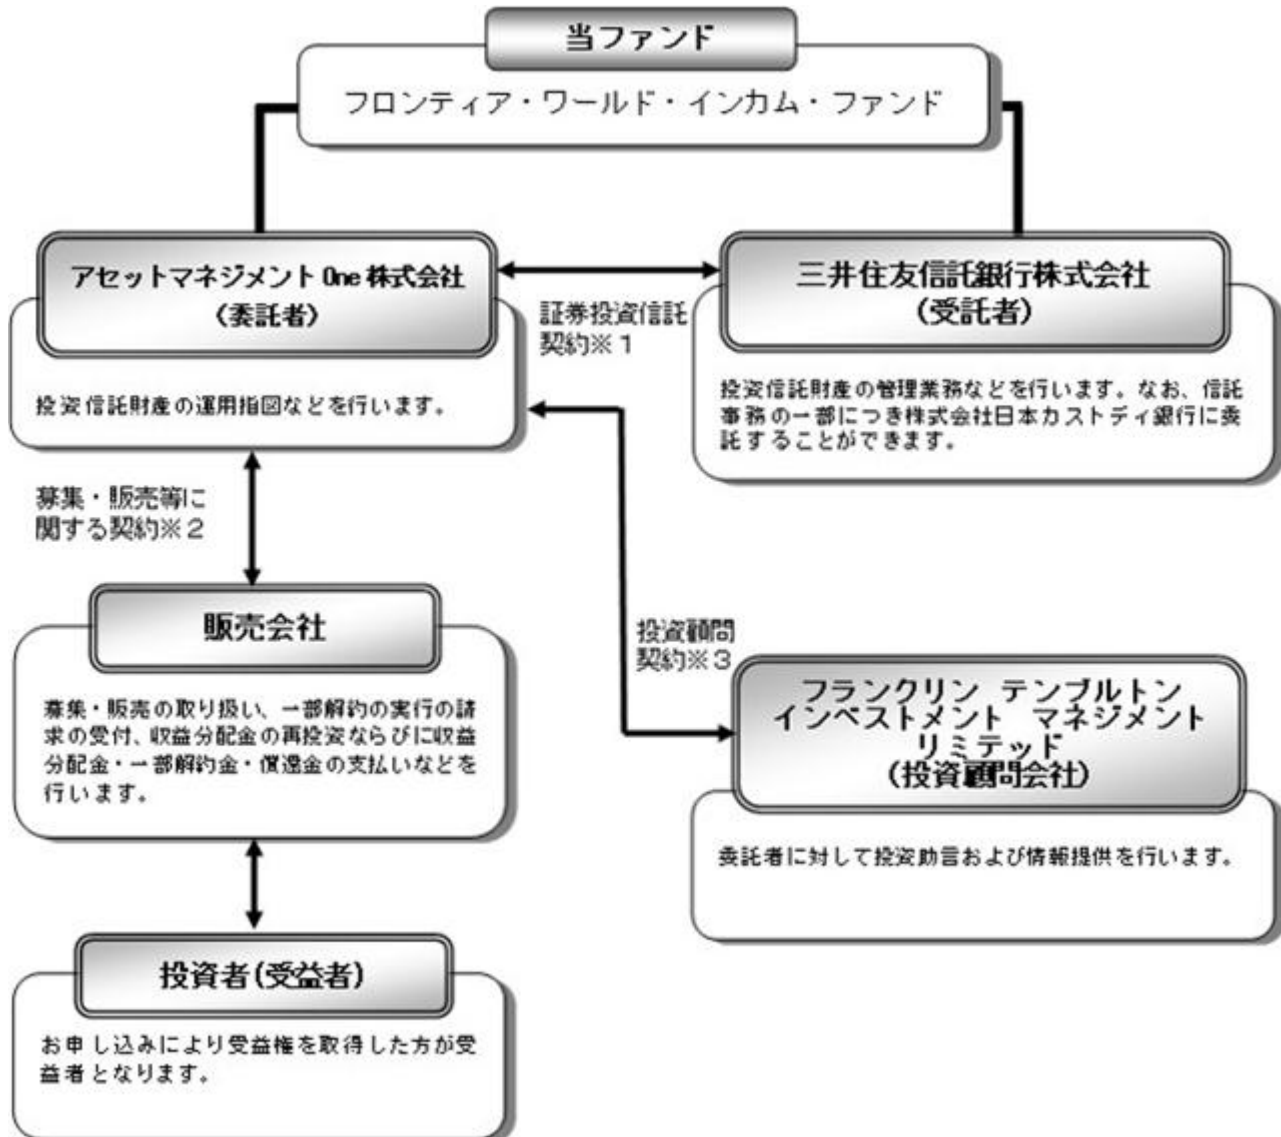 当ファンド
フロンティア・ワールド・インカム・ファンド
アセットマネジメント One 株式会社
（委託者）
投資信託財産の運用指図などを行います。
証券投資信託
契約※１
三井住友信託銀行株式会社
（受託者）
投資信託財産の管理業務などを行います。なお、信託
事務の一部につき株式会社日本カストディ銀行に委
託することができます。
募集・販売等に
関する契約※２
販売会社
募集・販売の取り扱い、一部解約の実行の請
求の受付、収益分配金の再投資ならびに収益
分配金・一部解約金・償還金の支払いなどを
行います。
投資顧問
契約※３
フランクリン テンプルトン
インベストメント マネジメント
リミテッド
（投資顧問会社）
委託者に対して投資助言および情報提供を行います。
投資者（受益者）
お申し込みにより受益権を取得した方が受
益者となります。